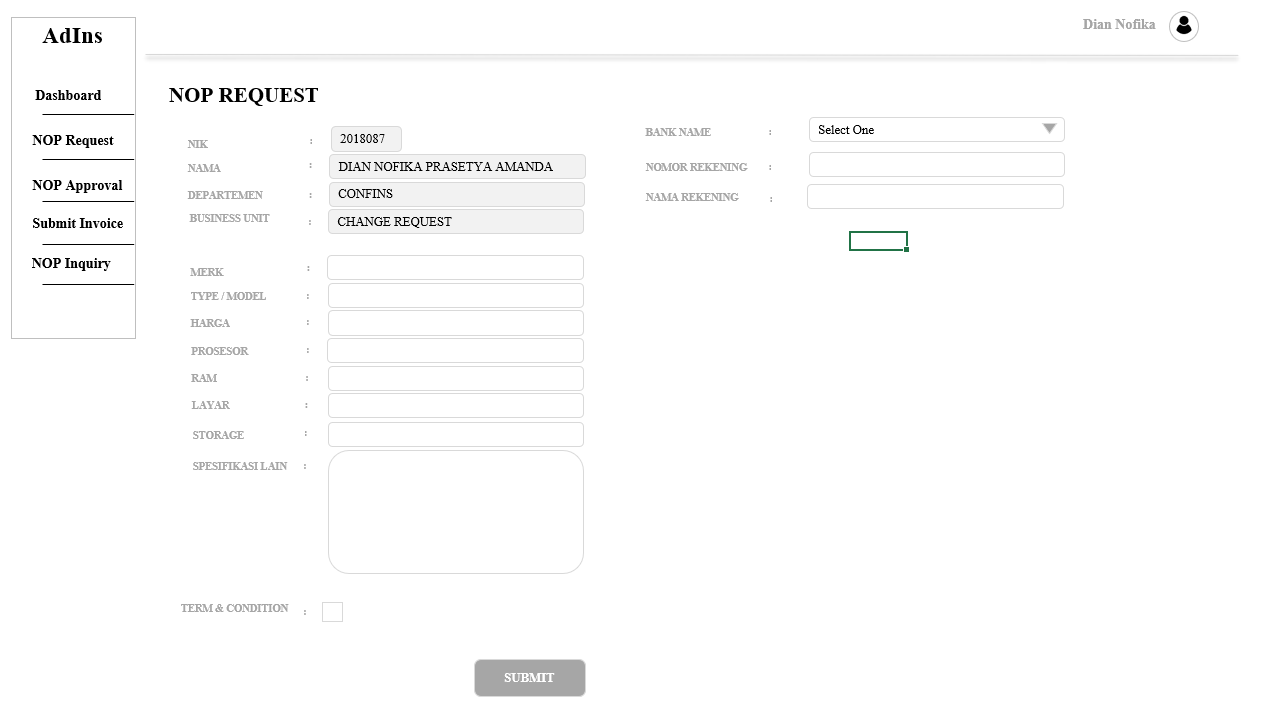 AdIns
Dian Nofika
Dashboard
NOP Request
NOP Approval
Submit Invoice
NOP Inquiry
NOP REQUEST
NIK : 2018087
NAMA : DIAN NOFIKA PRASETYA AMANDA
DEPARTEMEN : CONFINS
BUSINESS UNIT : CHANGE REQUEST
MERK :
TYPE / MODEL :
HARGA :
PROSESOR :
RAM :
LAYAR :
STORAGE :
SPESIFIKASI LAIN :
TERM & CONDITION :
SUBMIT
BANK NAME : Select One
NOMOR REKENING :
NAMA REKENING :